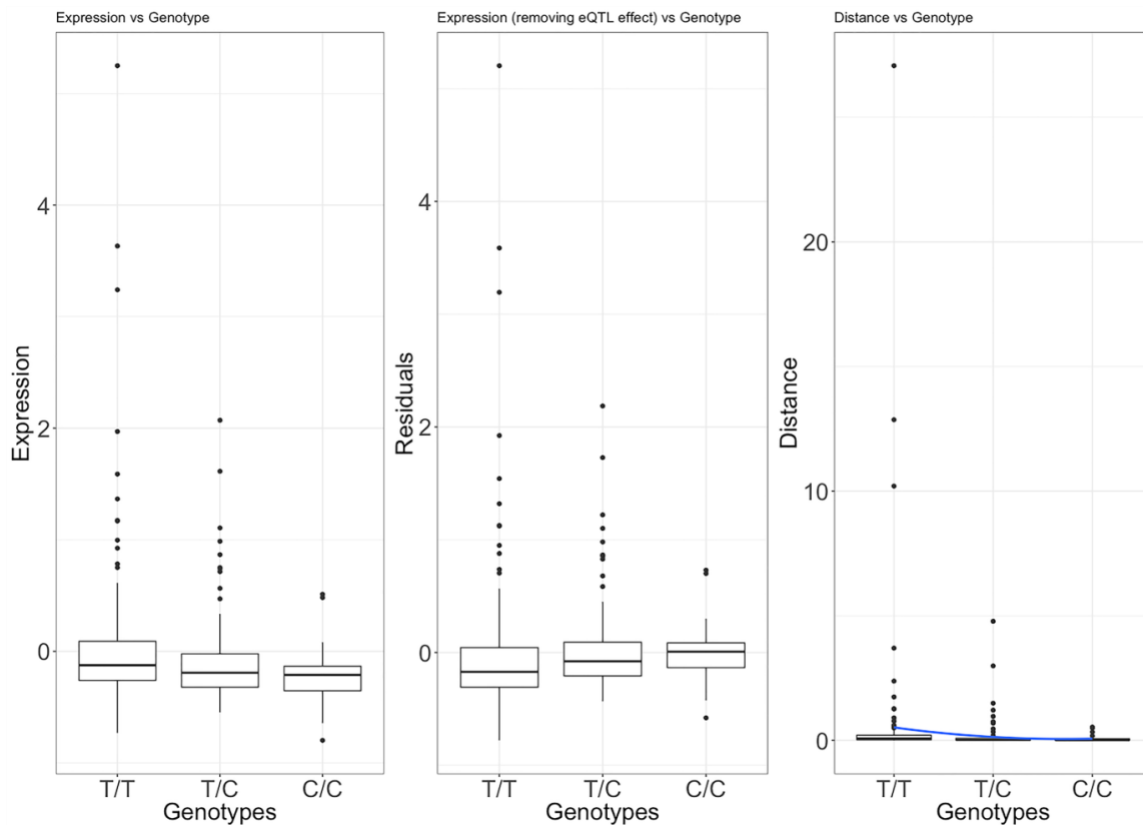 Expression vs Genotype
Expression
4
2
0
T/T T/C C/C
Genotypes
Expression (removing eQTL effect) vs Genotype
Residuals
4
2
0
T/T T/C C/C
Genotypes
Distance vs Genotype
Distance
20
10
0
T/T T/C C/C
Genotypes